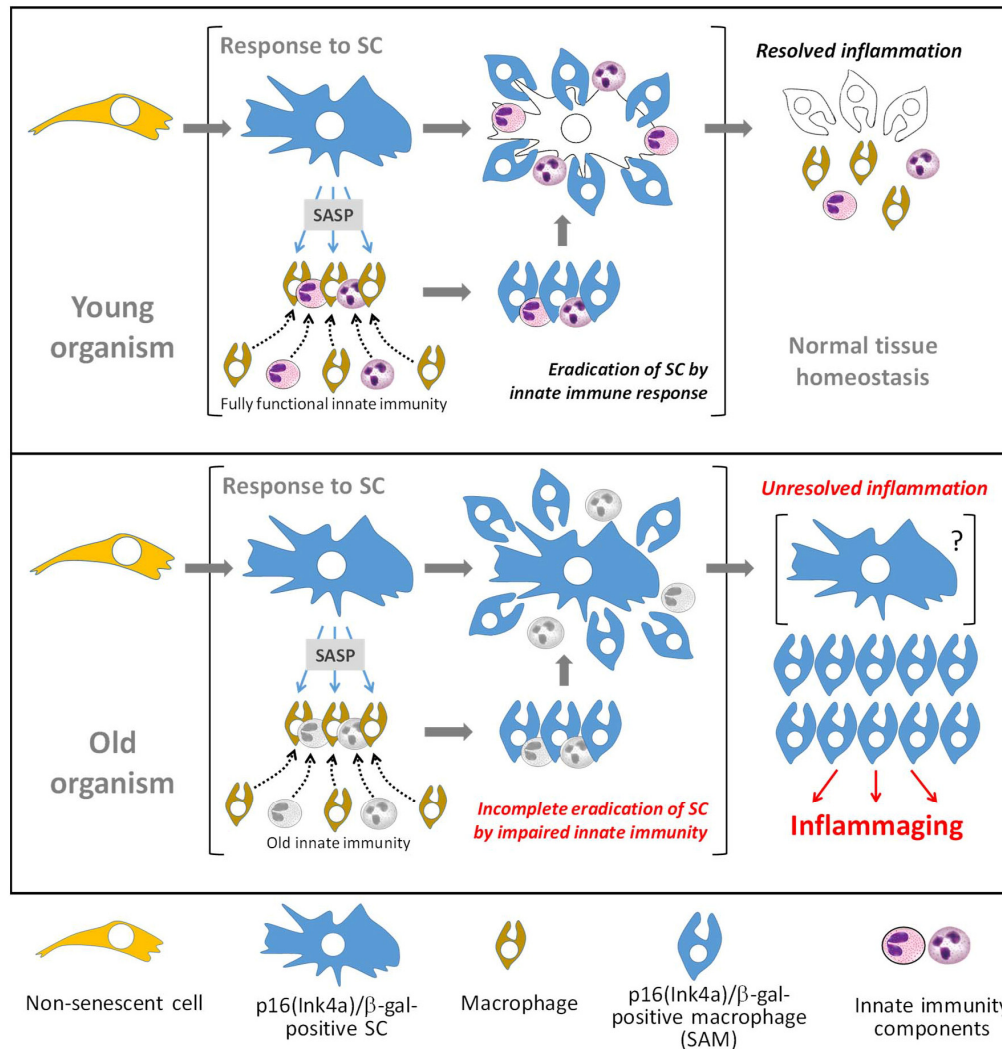 Response to SC
Resolved inflammation
SASP
Young
organism
Fully functional innate immunity
Eradication of SC by
innate immune response
Normal tissue
homeostasis
Response to SC
Unresolved inflammation
?
SASP
Old
organism
Old innate immunity
Incomplete eradication of SC
by impaired innate immunity
Inflammaging
Non-senescent cell
p16(Ink4a)/β-gal-
positive SC
Macrophage
p16(Ink4a)/β-gal-
positive macrophage
(SAM)
Innate immunity
components